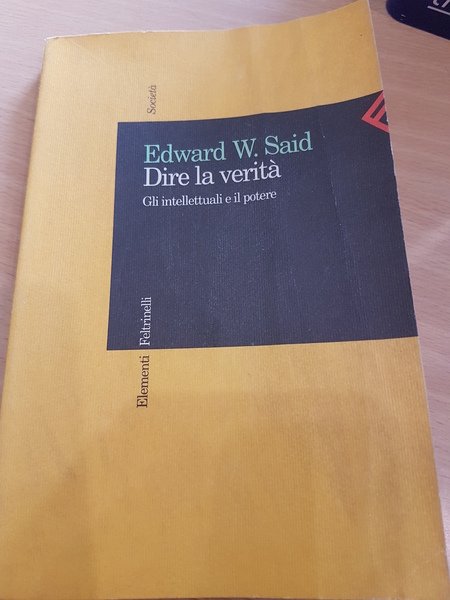 Società
Edward W. Said
Dire la verità
Gli intellettuali e il potere
Elementi Feltrinelli